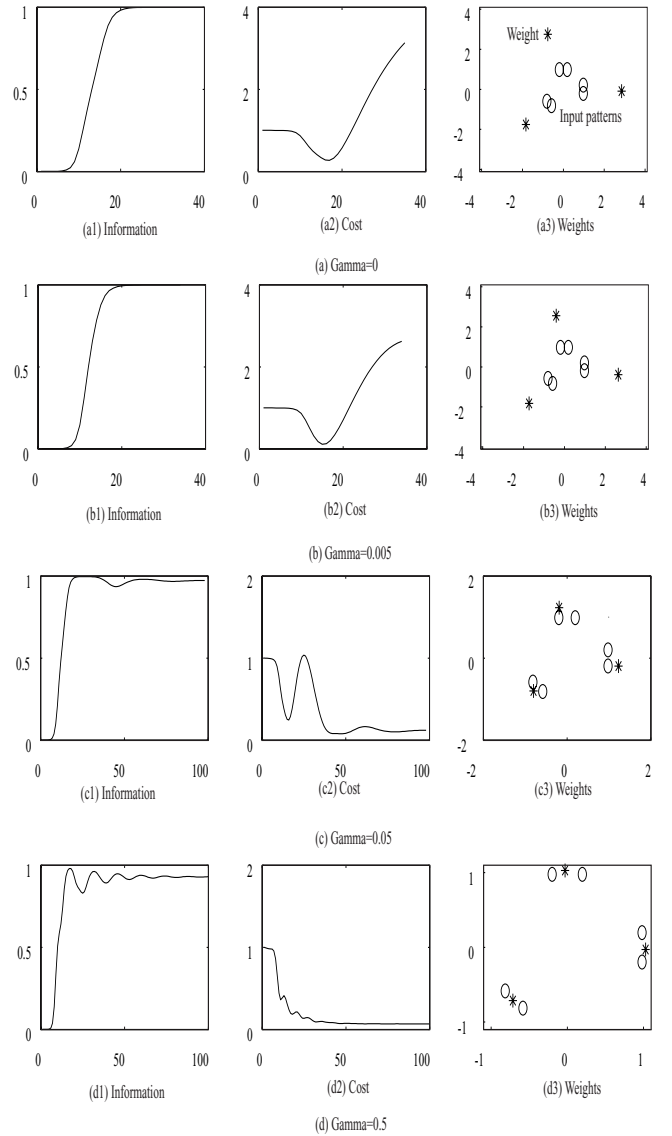 1
0.5
0
0 20 40
(a1) Information
4
2
0
0 20 40
(a2) Cost
4
2
0
-2
-4
-2 0 2 4
Weight
Input patterns
(a3) Weights
(a) Gamma=0
1
0.5
0
0 20 40
(b1) Information
4
2
0
0 20 40
(b2) Cost
4
2
0
-2
-4
-4 -2 0 2 4
(b3) Weights
(b) Gamma=0.005
1
0.5
0
0 50 100
(c1) Information
2
1
0
0 50 100
(c2) Cost
2
0
-2
-2 0 2
(c3) Weights
(c) Gamma=0.05
1
0.5
0
0 50 100
(d1) Information
2
1
0
0 50 100
(d2) Cost
1
0
-1
-1 0 1
(d3) Weights
(d) Gamma=0.5